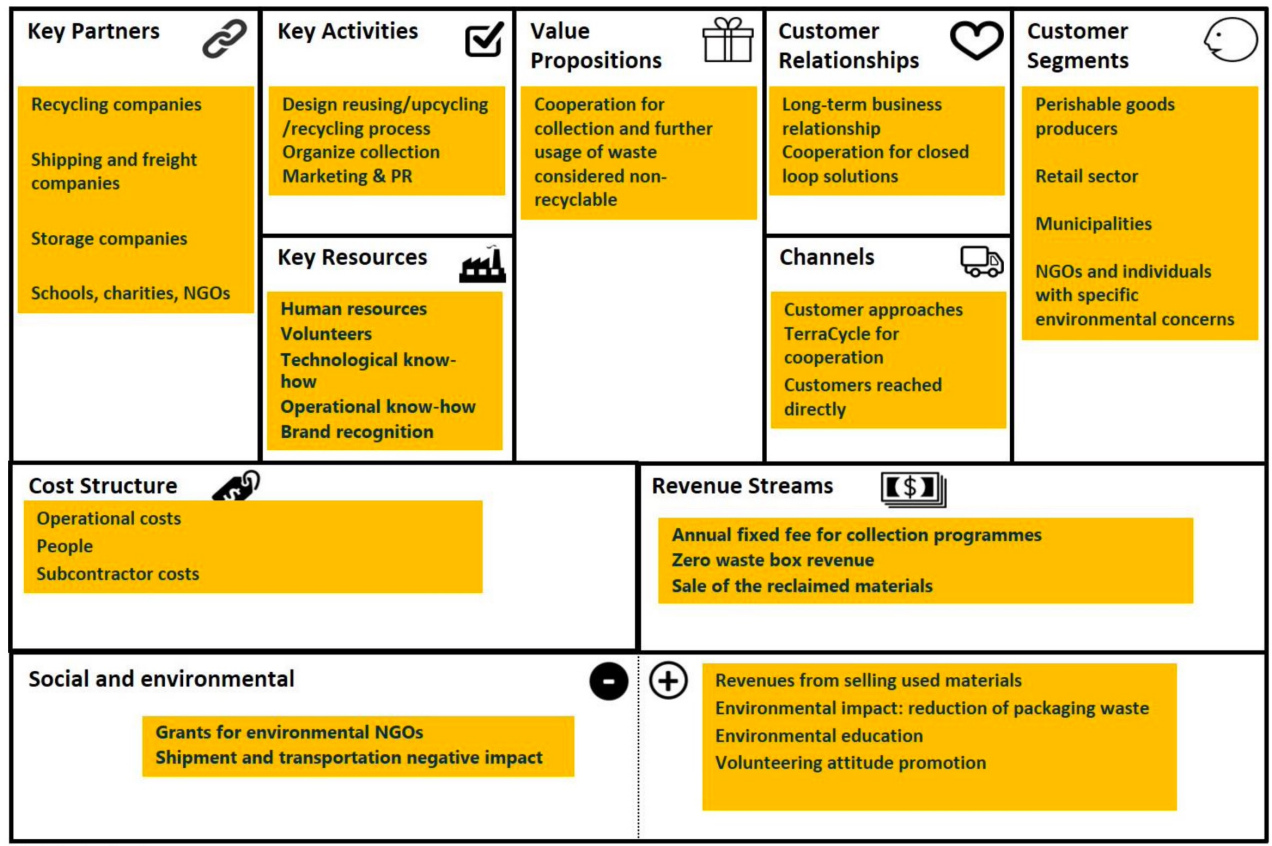 Key Partners
Recycling companies
Shipping and freight
companies
Storage companies
Schools, charities, NGOs
Key Activities
Design reusing/upcycling
/recycling process
Organize collection
Marketing & PR
Key Resources
Human resources
Volunteers
Technological know-
how
Operational know-how
Brand recognition
Value
Propositions
Cooperation for
collection and further
usage of waste
considered non-
recyclable
Customer
Relationships
Long-term business
relationship
Cooperation for closed
loop solutions
Channels
Customer approaches
TerraCycle for
cooperation
Customers reached
directly
Customer
Segments
Perishable goods
producers
Retail sector
Municipalities
NGOs and individuals
with specific
environmental concerns
Cost Structure
Operational costs
People
Subcontractor costs
Revenue Streams
$
Annual fixed fee for collection programmes
Zero waste box revenue
Sale of the reclaimed materials
Social and environmental
-
Grants for environmental NGOs
Shipment and transportation negative impact
+
Revenues from selling used materials
Environmental impact: reduction of packaging waste
Environmental education
Volunteering attitude promotion